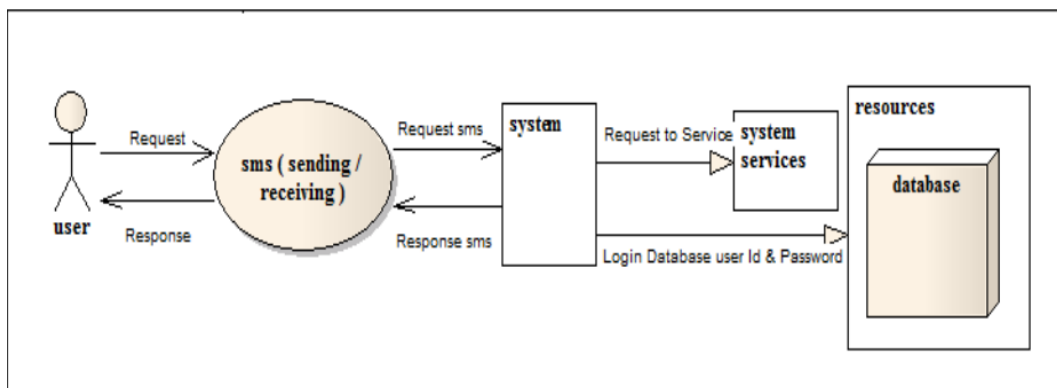 user
Request
Response
sms ( sending /
receiving )
Request sms
Response sms
system
Request to Service
Login Database user Id & Password
system
services
resources
database